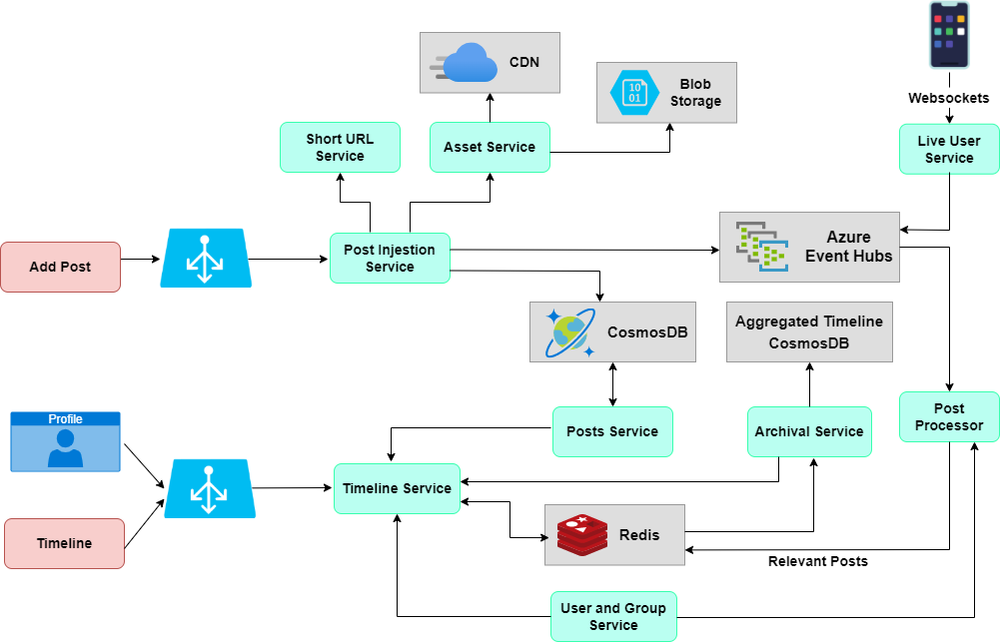 CDN
Blob
Storage
Websockets
Short URL
Service
Asset Service
Live User
Service
Add Post
Post Injestion
Service
Azure
Event Hubs
CosmosDB
Aggregated Timeline
CosmosDB
Profile
Posts Service
Archival Service
Post
Processor
Timeline Service
Timeline
Redis
Relevant Posts
User and Group
Service